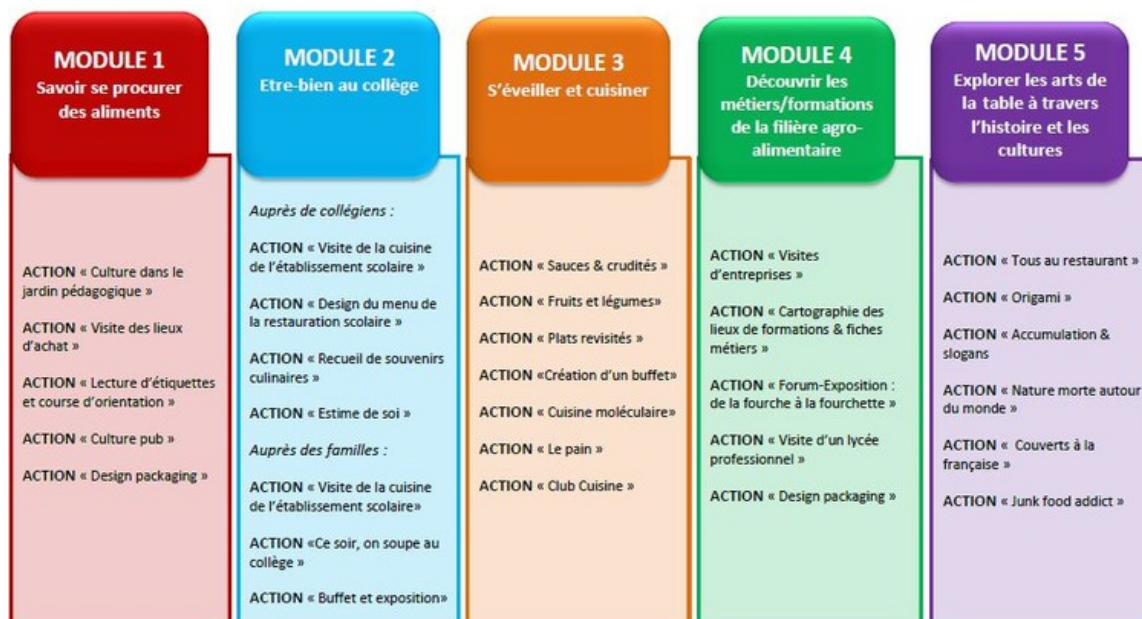 MODULE 1
Savoir se procurer
des aliments
ACTION « Culture dans le
jardin pédagogique »
ACTION « Visite des lieux
d'achat »
ACTION « Lecture d'étiquettes
et course d'orientation »
ACTION « Culture pub »
ACTION « Design packaging »
MODULE 2
Etre-bien au collège
Auprès de collégiens :
ACTION « Visite de la cuisine
de l'établissement scolaire »
ACTION « Design du menu de
la restauration scolaire »
ACTION « Recueil de souvenirs
culinaires »
ACTION « Estime de soi »
Auprès des familles :
ACTION « Visite de la cuisine
de l'établissement scolaire»
ACTION «Ce soir, on soupe au
collège »
ACTION « Buffet et exposition»
MODULE 3
S'éveiller et cuisiner
ACTION « Sauces & crudités »
ACTION « Fruits et légumes»
ACTION « Plats revisités »
ACTION «Création d'un buffet»
ACTION « Cuisine moléculaire»
ACTION « Le pain »
ACTION « Club Cuisine »
MODULE 4
Découvrir les
métiers/formations
de la filière agro-
alimentaire
ACTION « Visites
d'entreprises »
ACTION « Cartographie des
lieux de formations & fiches
métiers »
ACTION « Forum-Exposition :
de la fourche à la fourchette »
ACTION « Visite d'un lycée
professionnel »
ACTION « Design packaging »
MODULE 5
Explorer les arts de
la table à travers
l'histoire et les
cultures
ACTION « Tous au restaurant »
ACTION « Origami »
ACTION « Accumulation &
slogans
ACTION « Nature morte autour
du monde »
ACTION « Couverts à la
française »
ACTION « Junk food addict »